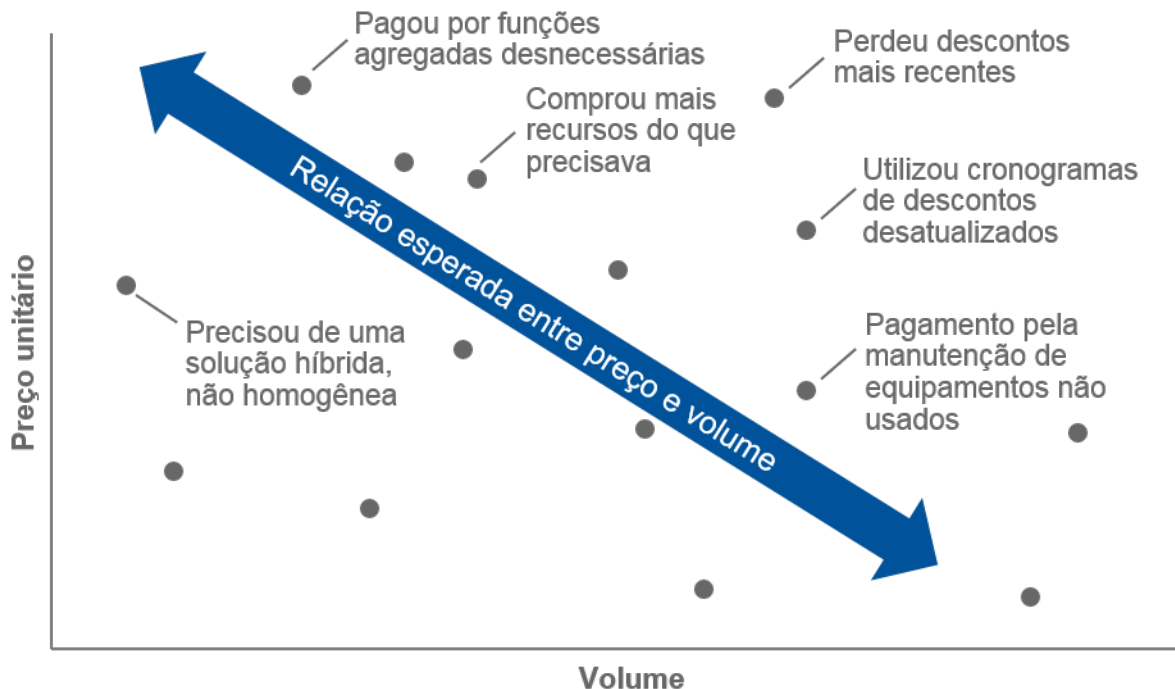 Pagou por funções
agregadas desnecessárias
Perdeu descontos
mais recentes
Comprou mais
recursos do que
precisava
Utilizou cronogramas
de descontos
desatualizados
Relação esperada entre preço e volume
Precisou de uma
solução híbrida,
não homogênea
Pagamento pela
manutenção de
equipamentos não
usados
Preço unitário
Volume